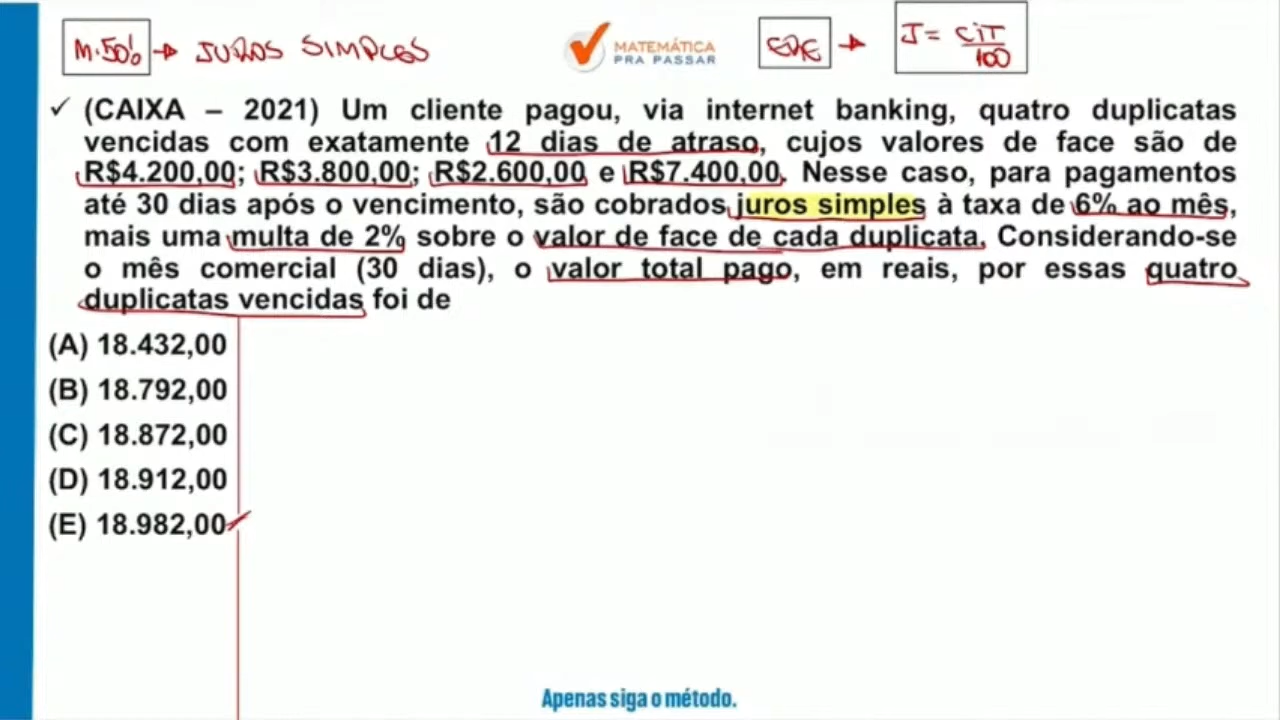 M.50% → JUROS SIMPLES
MATEMÁTICA
PRA PASSAR
→ J = CiT
100
✓ (CAIXA – 2021) Um cliente pagou, via internet banking, quatro duplicatas
vencidas com exatamente 12 dias de atraso, cujos valores de face são de
R$4.200,00; R$3.800,00; R$2.600,00 e R$7.400,00. Nesse caso, para pagamentos
até 30 dias após o vencimento, são cobrados juros simples à taxa de 6% ao mês,
mais uma multa de 2% sobre o valor de face de cada duplicata. Considerando-se
o mês comercial (30 dias), o valor total pago, em reais, por essas quatro
duplicatas vencidas foi de
(A) 18.432,00
(B) 18.792,00
(C) 18.872,00
(D) 18.912,00
(E) 18.982,00
Apenas siga o método.